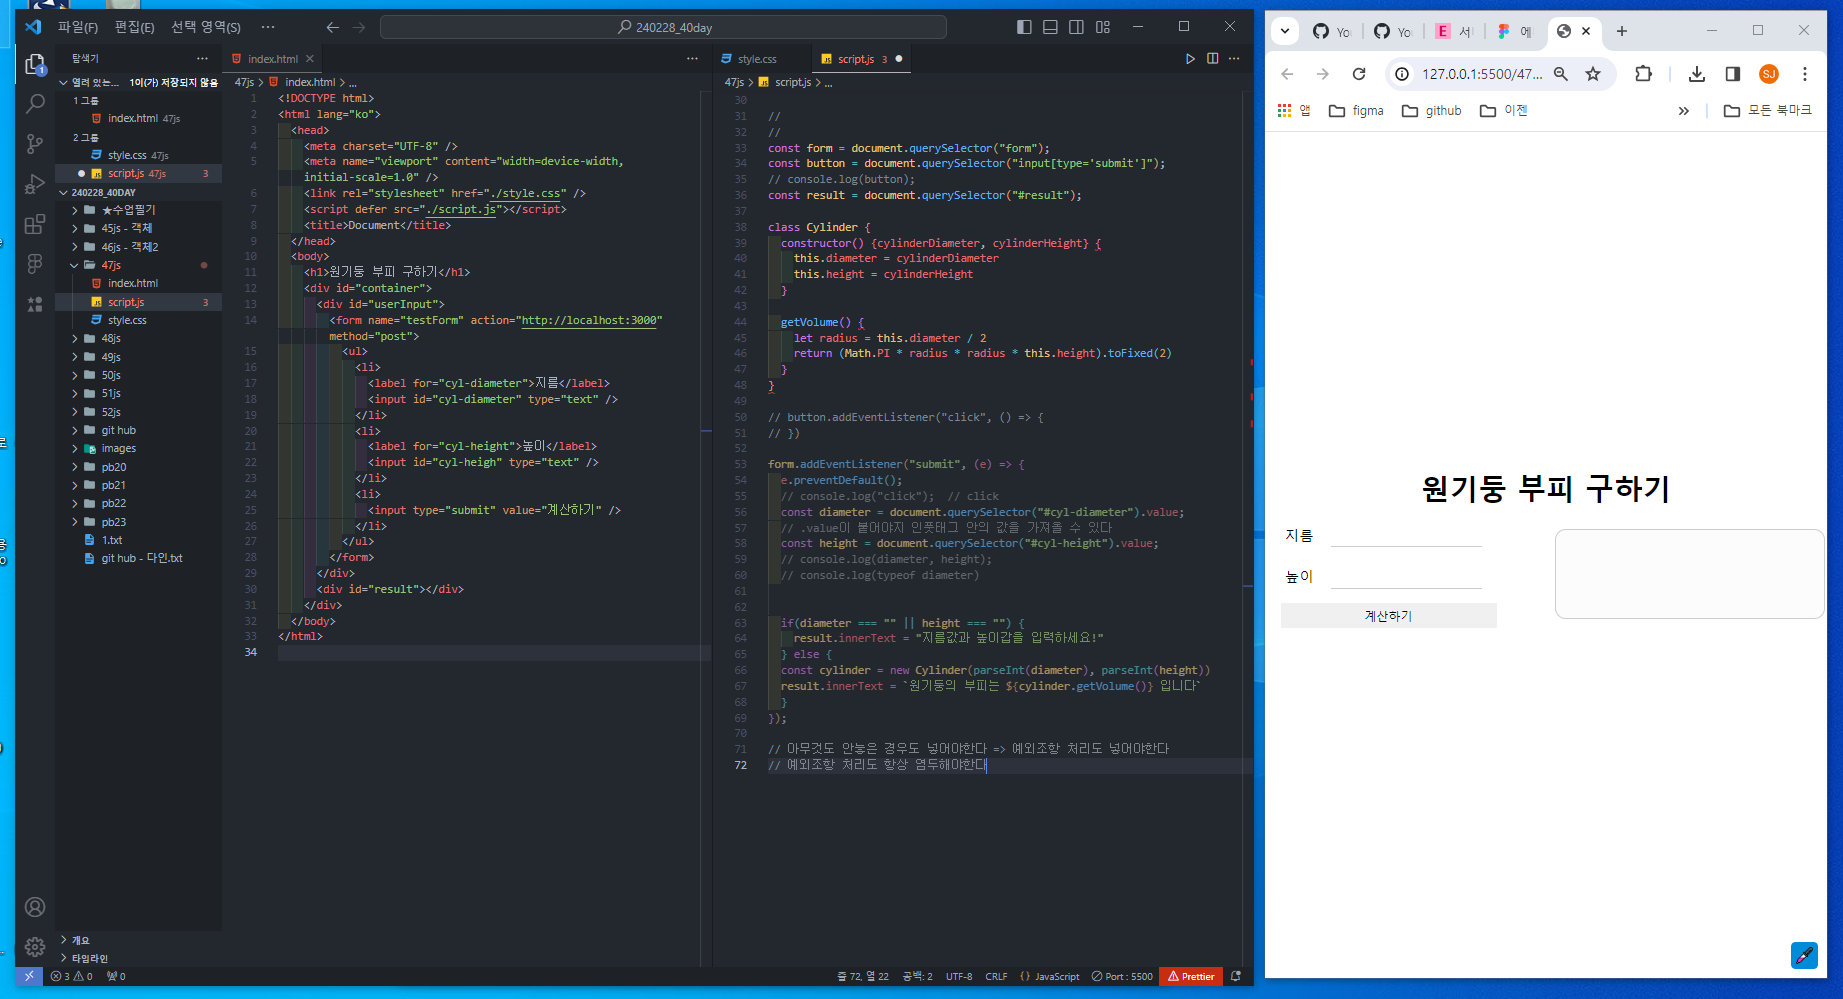 파일(F) 편집(E) 선택 영역(S) ··· 240228_40day
탐색기 ···
열려 있는... 1이(가) 저장되지 않음
1 그룹
index.html 47js
2 그룹
style.css 47js
script.js 47js 3
240228_40DAY
★수업필기
45js - 객체
46js - 객체2
47js
index.html
script.js 3
style.css
48js
49js
50js
51js
52js
git hub
images
pb20
pb21
pb22
pb23
1.txt
git hub - 다인.txt
개요
타임라인
index.html
47js > index.html > ...
1 <!DOCTYPE html>
2 <html lang="ko">
3 <head>
4 <meta charset="UTF-8" />
5 <meta name="viewport" content="width=device-width,
initial-scale=1.0" />
6 <link rel="stylesheet" href="./style.css" />
7 <script defer src="./script.js"></script>
8 <title>Document</title>
9 </head>
10 <body>
11 <h1>원기둥 부피 구하기</h1>
12 <div id="container">
13 <div id="userInput">
14 <form name="testForm" action="http://localhost:3000"
method="post">
15 <ul>
16 <li>
17 <label for="cyl-diameter">지름</label>
18 <input id="cyl-diameter" type="text" />
19 </li>
20 <li>
21 <label for="cyl-height">높이</label>
22 <input id="cyl-heigh" type="text" />
23 </li>
24 <li>
25 <input type="submit" value="계산하기" />
26 </li>
27 </ul>
28 </form>
29 </div>
30 <div id="result"></div>
31 </div>
32 </body>
33 </html>
34
style.css script.js 3
47js > script.js > ...
30
31 //
32 //
33 const form = document.querySelector("form");
34 const button = document.querySelector("input[type='submit']");
35 // console.log(button);
36 const result = document.querySelector("#result");
37
38 class Cylinder {
39 constructor() {cylinderDiameter, cylinderHeight} {
40 this.diameter = cylinderDiameter
41 this.height = cylinderHeight
42 }
43
44 getVolume() {
45 let radius = this.diameter / 2
46 return (Math.PI * radius * radius * this.height).toFixed(2)
47 }
48 }
49
50 // button.addEventListener("click", () => {
51 // })
52
53 form.addEventListener("submit", (e) => {
54 e.preventDefault();
55 // console.log("click");  // click
56 const diameter = document.querySelector("#cyl-diameter").value;
57 // .value이 붙어야지 인풋태그 안의 값을 가져올 수 있다
58 const height = document.querySelector("#cyl-height").value;
59 // console.log(diameter, height);
60 // console.log(typeof diameter)
61
62
63 if(diameter === "" || height === "") {
64 result.innerText = "지름값과 높이갑을 입력하세요!"
65 } else {
66 const cylinder = new Cylinder(parseInt(diameter), parseInt(height))
67 result.innerText = `원기둥의 부피는 ${cylinder.getVolume()} 입니다`
68 }
69 });
70
71 // 아무것도 안눟은 경우도 넣어야한다 => 예외조항 처리도 넣어야한다
72 // 예외조항 처리도 항상 염두해야한다
3 0 0 줄 72, 열 22 공백: 2 UTF-8 CRLF {} JavaScript Port : 5500 Prettier
You You E 서 에
127.0.0.1:5500/47... SJ
앱 figma github 이젠 » 모든 북마크
원기둥 부피 구하기
지름
높이
계산하기